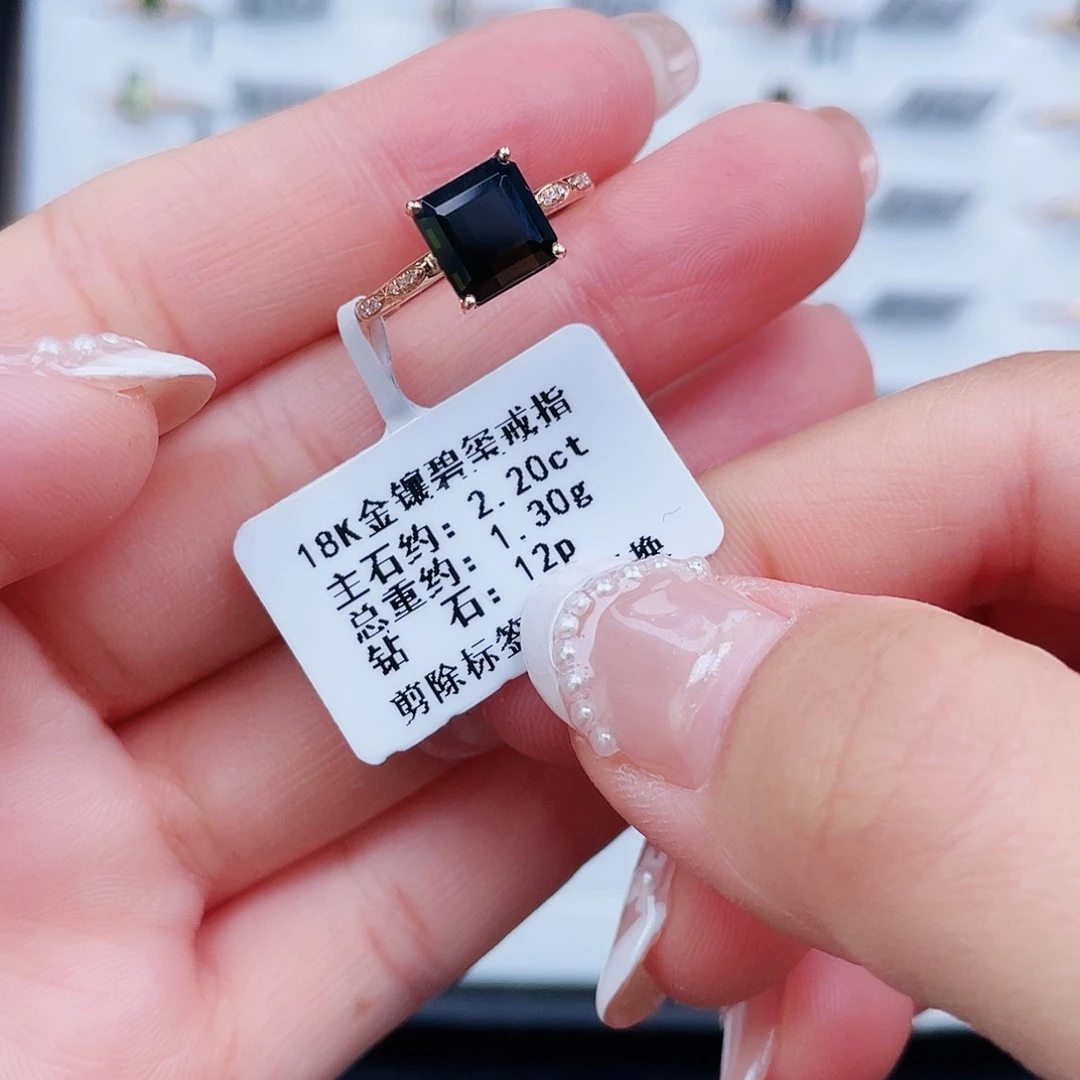 18K金镶碧玺戒指
主石约: 2.20ct
总重约: 1.30g
钻 石: 12p
剪除标签 换